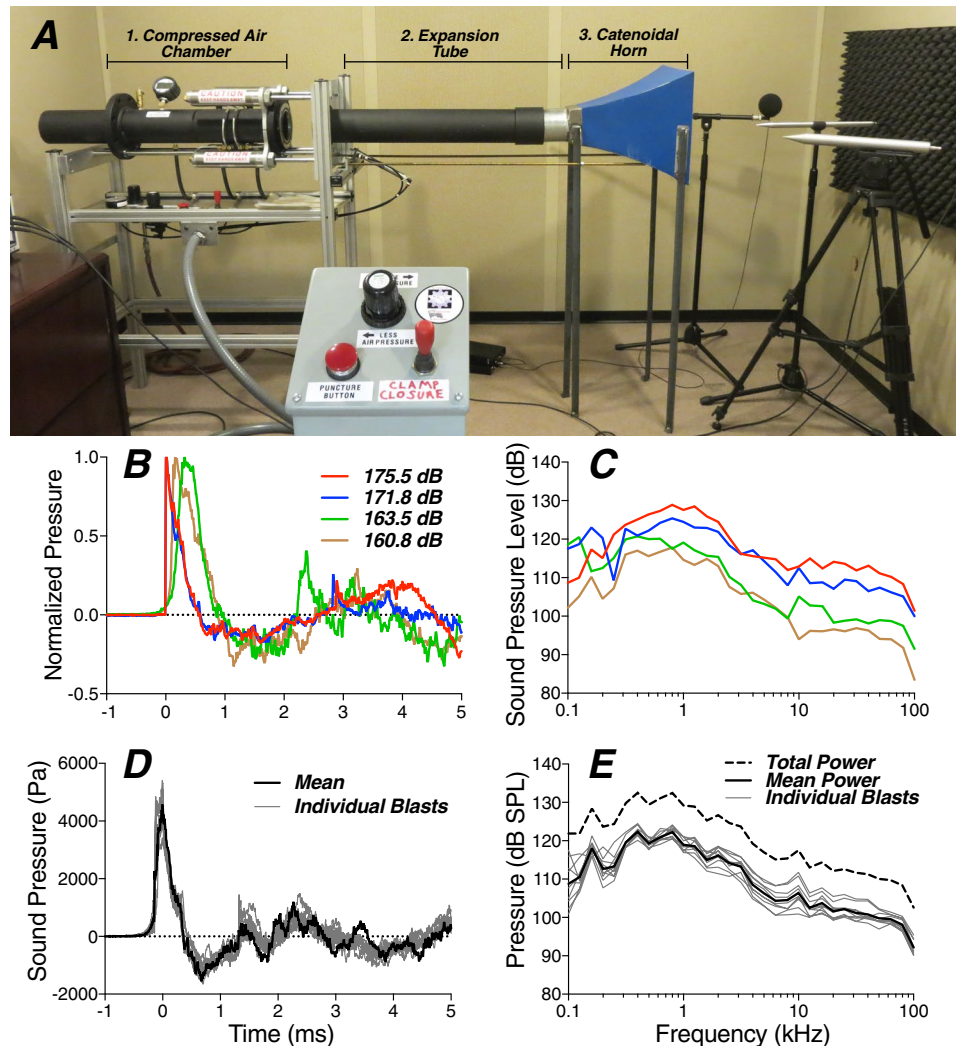 A
1. Compressed Air
Chamber
2. Expansion
Tube
3. Catenoidal
Horn
CAUTION
CAUTION
LESS
AIR PRESSURE
PUNCTURE
BUTTON
CLAMP
CLOSURE
B
Normalized Pressure
1.0
0.5
0.0
-0.5
-1 0 1 2 3 4 5
175.5 dB
171.8 dB
163.5 dB
160.8 dB
C
Sound Pressure Level (dB)
140
130
120
110
100
90
80
0.1 1 10 100
D
Sound Pressure (Pa)
6000
4000
2000
0
-2000
-1 0 1 2 3 4 5
Time (ms)
Mean
Individual Blasts
E
Pressure (dB SPL)
140
130
120
110
100
90
80
0.1 1 10 100
Frequency (kHz)
Total Power
Mean Power
Individual Blasts